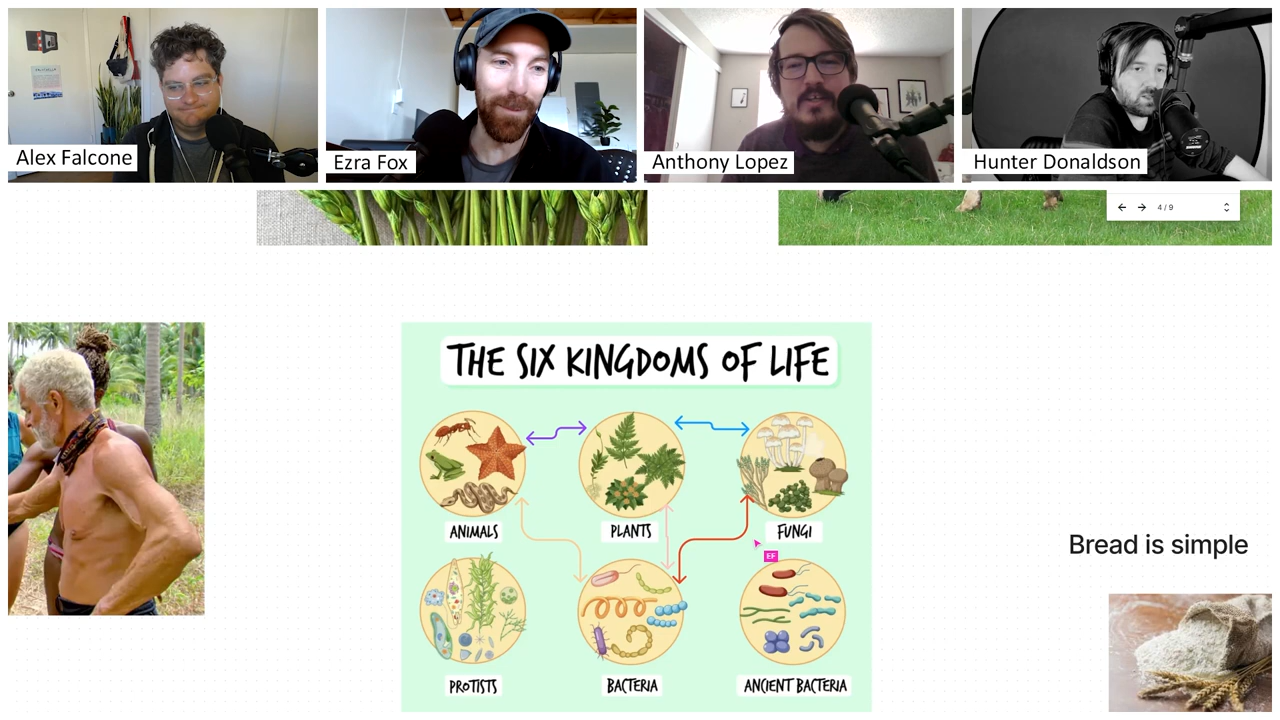 Alex Falcone
Ezra Fox
Anthony Lopez
Hunter Donaldson
4 / 9
THE SIX KINGDOMS OF LIFE
ANIMALS
PLANTS
FUNGI
EF
Bread is simple
PROTISTS
BACTERIA
ANCIENT BACTERIA